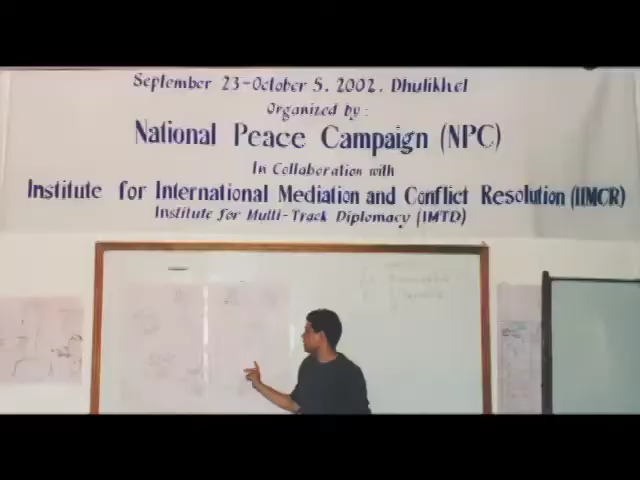 September 23-October 5, 2002, Dhulikhel
Organized by:
National Peace Campaign (NPC)
In Collaboration with
Institute for International Mediation and Conflict Resolution (IIMCR)
Institute for Multi-Track Diplomacy (IMTD)